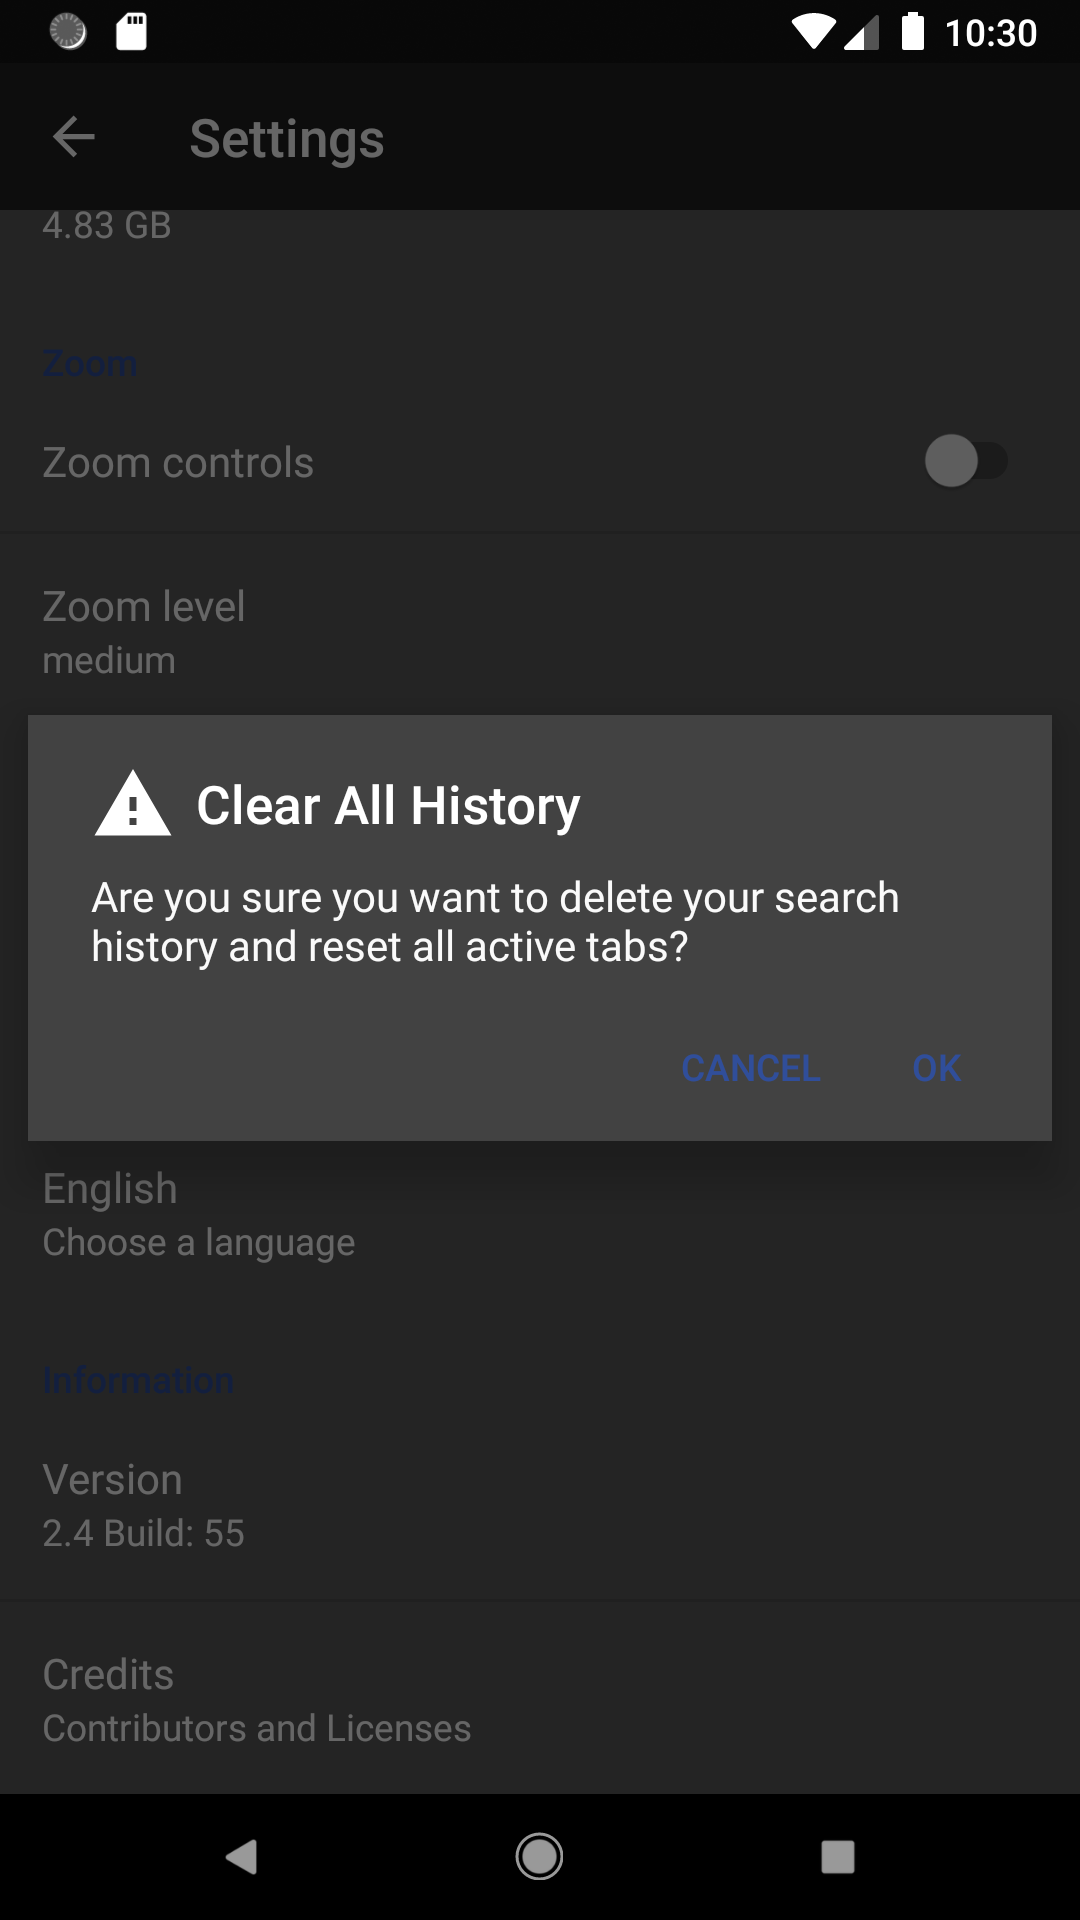 10:30
Settings
4.83 GB
Zoom
Zoom controls
Zoom level
medium
Clear All History
Are you sure you want to delete your search
history and reset all active tabs?
CANCEL OK
English
Choose a language
Information
Version
2.4 Build: 55
Credits
Contributors and Licenses